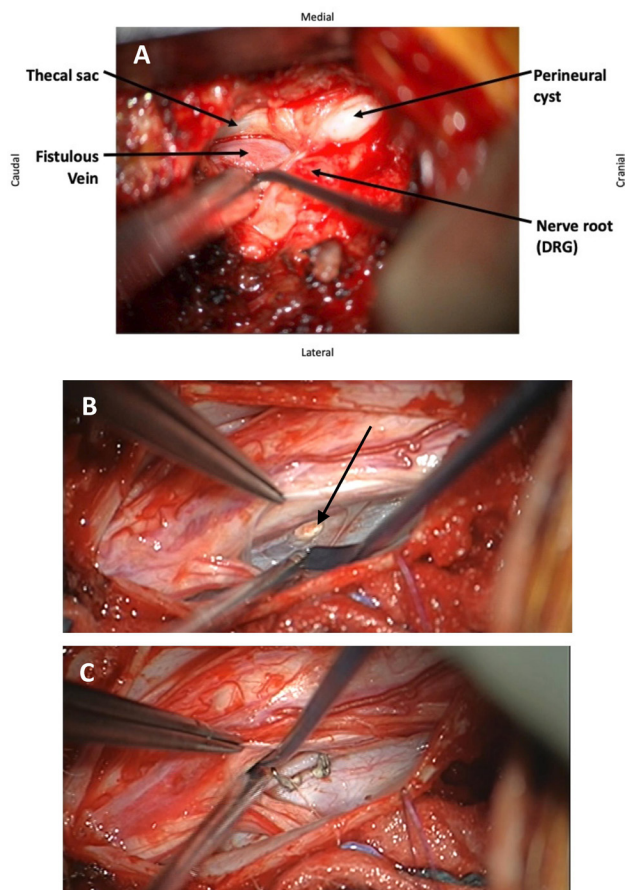 Medial
A
Thecal sac
Perineural
cyst
Fistulous
Vein
Caudal
Cranial
Nerve root
(DRG)
Lateral
B
C